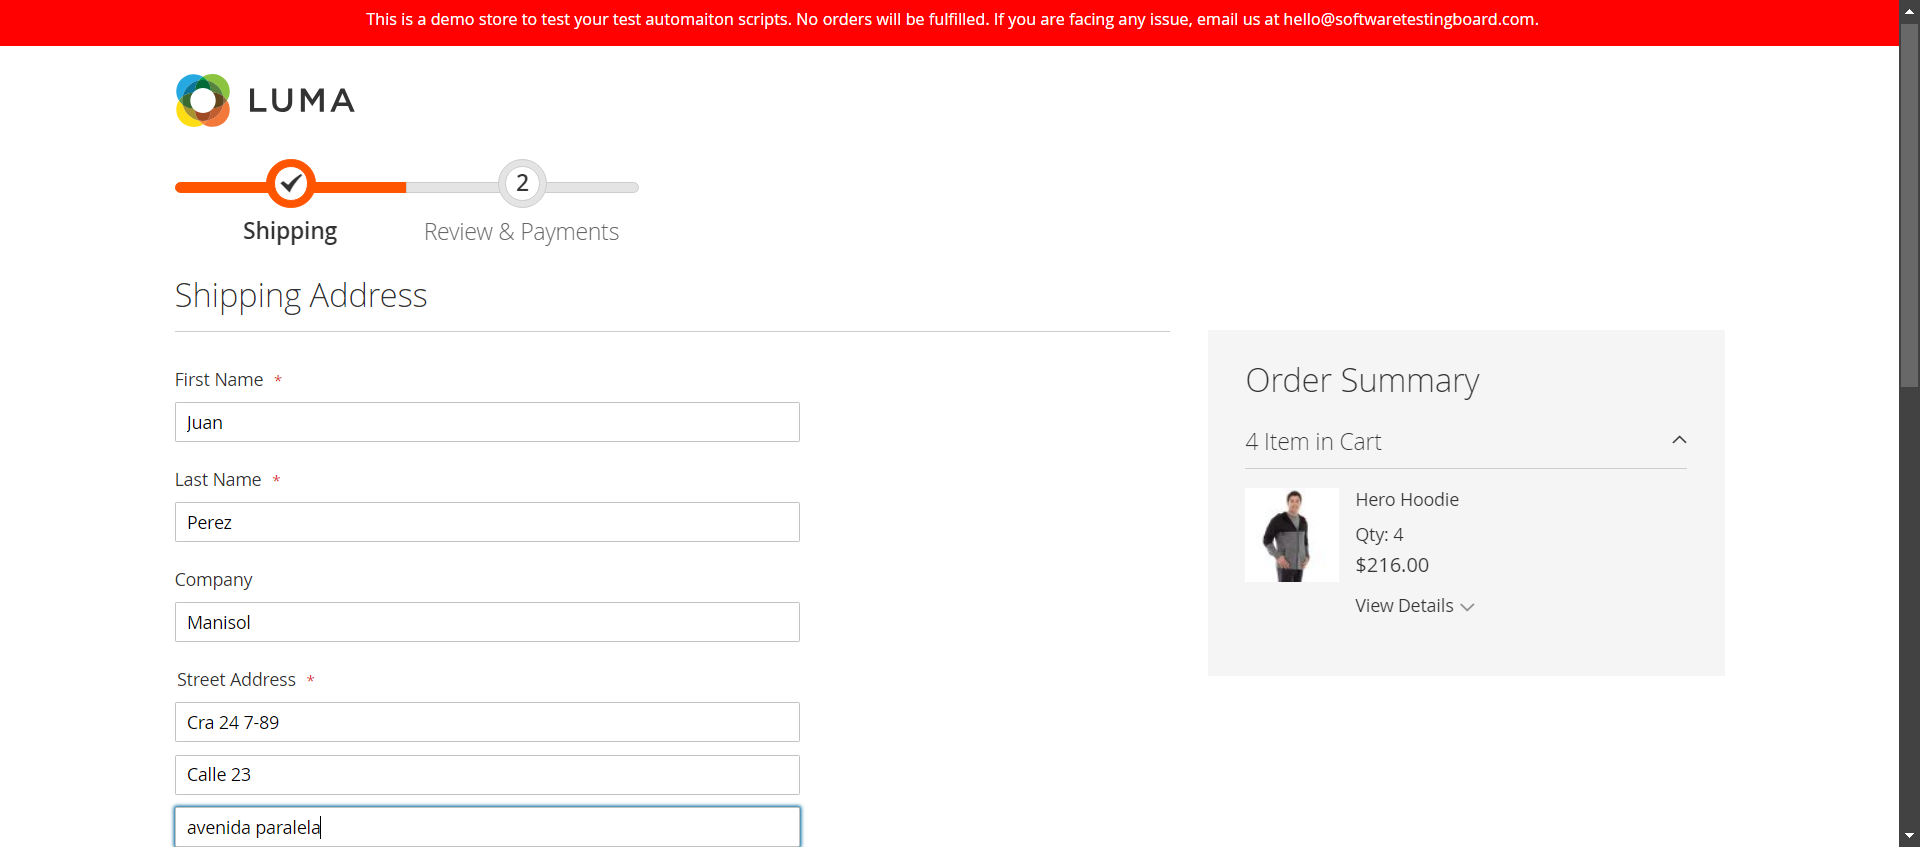 This is a demo store to test your test automaiton scripts. No orders will be fulfilled. If you are facing any issue, email us at hello@softwaretestingboard.com.
LUMA
2
Shipping
Review & Payments
Shipping Address
First Name *
Juan
Last Name *
Perez
Company
Manisol
Street Address *
Cra 24 7-89
Calle 23
avenida paralela
Order Summary
4 Item in Cart
Hero Hoodie
Qty: 4
$216.00
View Details